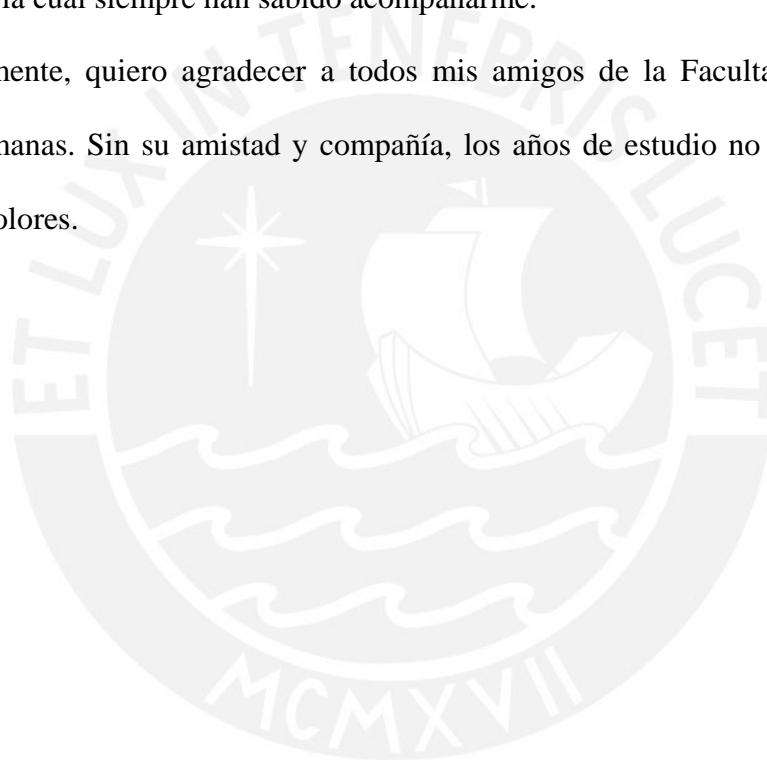 la cual siempre han sabido acompañarme.
mente, quiero agradecer a todos mis amigos de la Faculta
manas. Sin su amistad y compañía, los años de estudio no
olores.
ET LUX IN TENEBRIS LUCET
MCMXVII